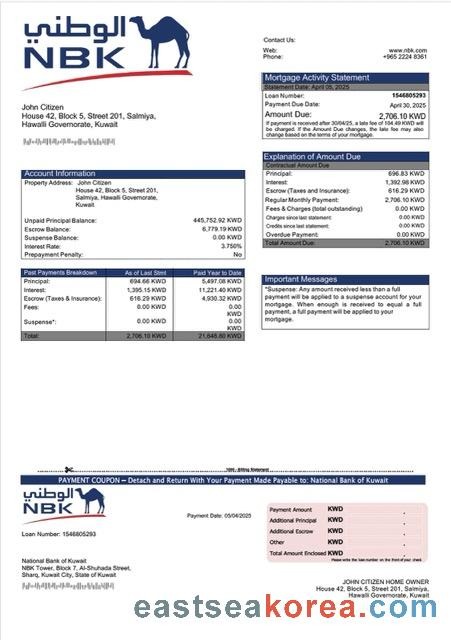 الوطني
NBK
John Citizen
House 42, Block 5, Street 201, Salmiya,
Hawalli Governorate, Kuwait
Contact Us:
Web: www.nbk.com
Phone: +965 2224 8361
Mortgage Activity Statement
Statement Date: April 05, 2025
Loan Number: 1546805293
Payment Due Date: April 30, 2025
Amount Due: 2,706.10 KWD
If payment is received after 30/04/25, a late fee of 104.49 KWD will
be charged. If the Amount Due changes, the late fee may also
change based on the terms of your mortgage.
Explanation of Amount Due
Contractual Amount Due
Principal: 696.83 KWD
Interest: 1,392.98 KWD
Escrow (Taxes and Insurance): 616.29 KWD
Regular Monthly Payment: 2,706.10 KWD
Fees & Charges (total outstanding) 0.00 KWD
Charges since last statement: 0.00 KWD
Credits since last statement: 0.00 KWD
Overdue Payment: 0.00 KWD
Total Amount Due: 2,706.10 KWD
Account Information
Property Address: John Citizen
House 42, Block 5, Street 201,
Salmiya, Hawalli Governorate,
Kuwait
Unpaid Principal Balance: 445,752.92 KWD
Escrow Balance: 6,779.19 KWD
Suspense Balance: 0.00 KWD
Interest Rate: 3.750%
Prepayment Penalty: No
Past Payments Breakdown As of Last Stmt Paid Year to Date
Principal: 694.66 KWD 5,497.08 KWD
Interest: 1,395.15 KWD 11,221.40 KWD
Escrow (Taxes & Insurance): 616.29 KWD 4,930.32 KWD
Fees: 0.00 KWD 0.00
KWD
Suspense*: 0.00 KWD 0.00
KWD
Total: 2,706.10 KWD 21,648.80 KWD
Important Messages
*Suspense: Any amount received less than a full
payment will be applied to a suspense account for your
mortgage. When enough is received to equal a full
payment, a full payment will be applied to your
mortgage.
Billing Statement
PAYMENT COUPON – Detach and Return With Your Payment Made Payable to: National Bank of Kuwait
الوطني
NBK
Loan Number: 1546805293
Payment Date: 05/04/2025
Payment Amount KWD .
Additional Principal KWD .
Additional Escrow KWD .
Other KWD .
Total Amount Enclosed KWD .
Please write the loan number on the front of your check.
National Bank of Kuwait
NBK Tower, Block 7, Al-Shuhada Street,
Sharq, Kuwait City, State of Kuwait
JOHN CITIZEN HOME OWNER
House 42, Block 5, Street 201, Salmiya,
Hawalli Governorate, Kuwait
eastseakorea.com